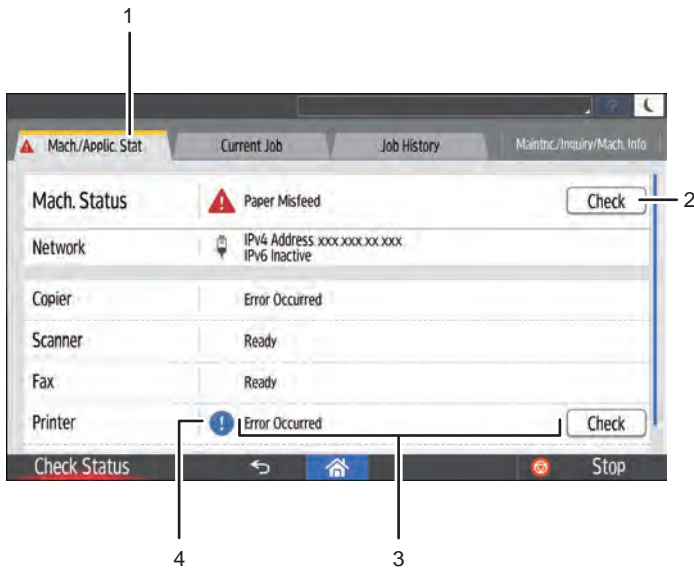 1
?
Mach./Applic. Stat Current Job Job History Maintnc./Inquiry/Mach. Info
Mach. Status Paper Misfeed Check 2
Network IPv4 Address xxx xxx xx xxx
IPv6 Inactive
Copier Error Occurred
Scanner Ready
Fax Ready
Printer Error Occurred Check
Check Status Stop
4 3